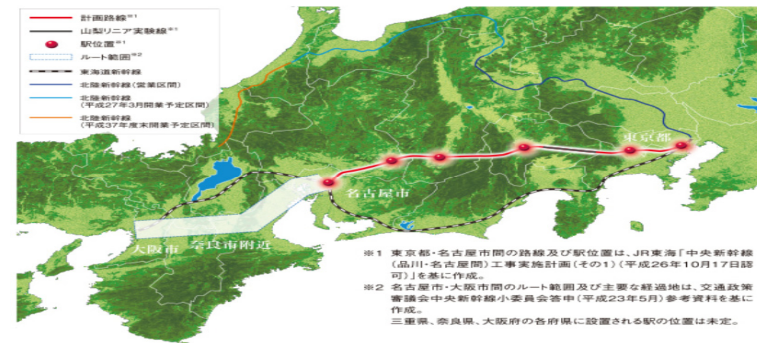 計画路線※1
山梨リニア実験線※1
駅位置※1
ルート範囲※2
東海道新幹線
北陸新幹線(営業区間)
北陸新幹線
(平成27年3月開業予定区間)
北陸新幹線
(平成37年度末開業予定区間)
東京都
名古屋市
大阪市
奈良市附近
※1 東京都・名古屋市間の路線及び駅位置は、JR東海「中央新幹線
(品川・名古屋間)工事実施計画(その1)(平成26年10月17日認
可)」を基に作成。
※2 名古屋市・大阪市間のルート範囲及び主要な経過地は、交通政策
審議会中央新幹線小委員会答申(平成23年5月)参考資料を基に
作成。
三重県、奈良県、大阪府の各府県に設置される駅の位置は未定。